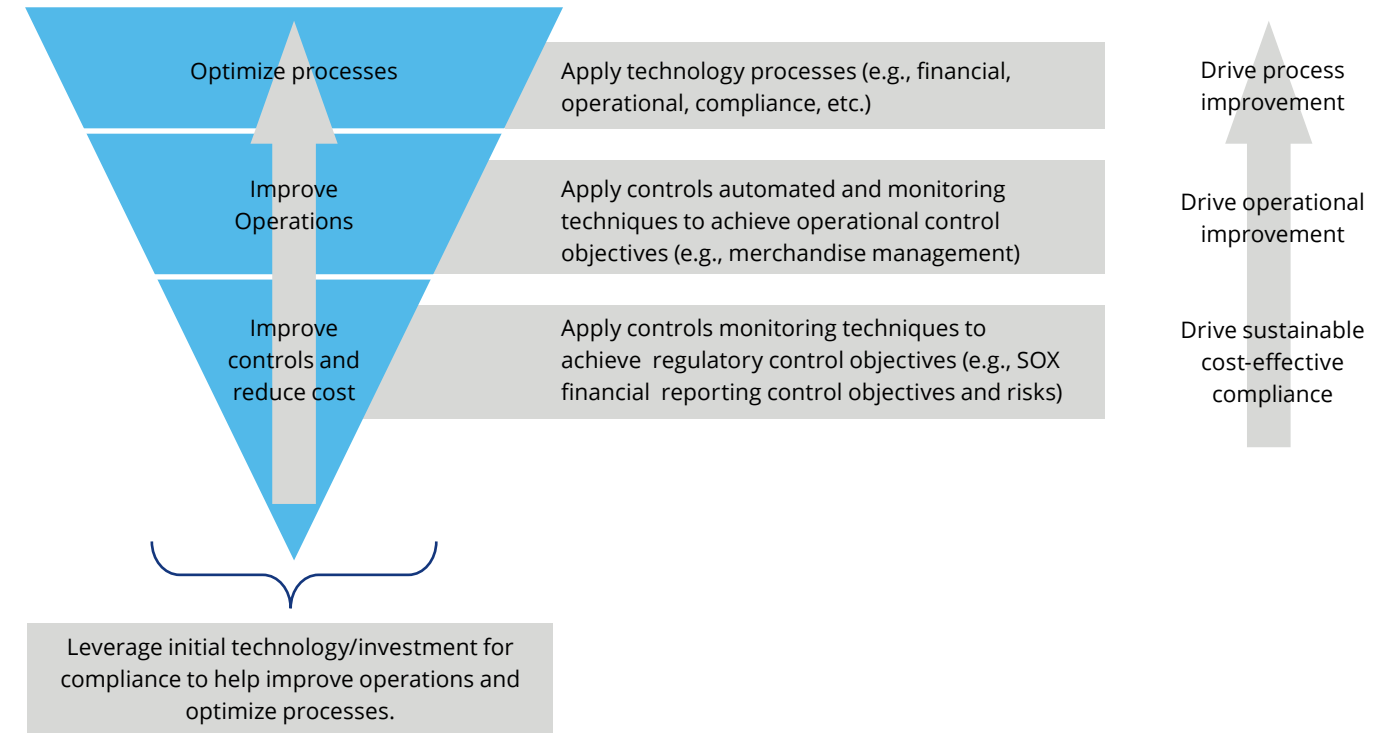 Optimize processes
Apply technology processes (e.g., financial,
operational, compliance, etc.)
Drive process
improvement
Improve
Operations
Apply controls automated and monitoring
techniques to achieve operational control
objectives (e.g., merchandise management)
Drive operational
improvement
Improve
controls and
reduce cost
Apply controls monitoring techniques to
achieve regulatory control objectives (e.g., SOX
financial reporting control objectives and risks)
Drive sustainable
cost-effective
compliance
Leverage initial technology/investment for
compliance to help improve operations and
optimize processes.